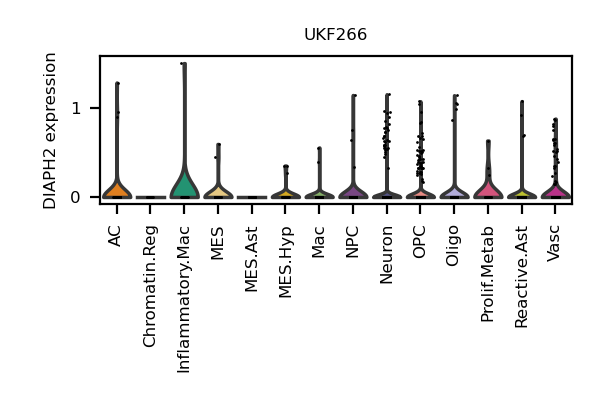 UKF266
DIAPH2 expression
1
0
AC
Chromatin.Reg
Inflammatory.Mac
MES
MES.Ast
MES.Hyp
Mac
NPC
Neuron
OPC
Oligo
Prolif.Metab
Reactive.Ast
Vasc